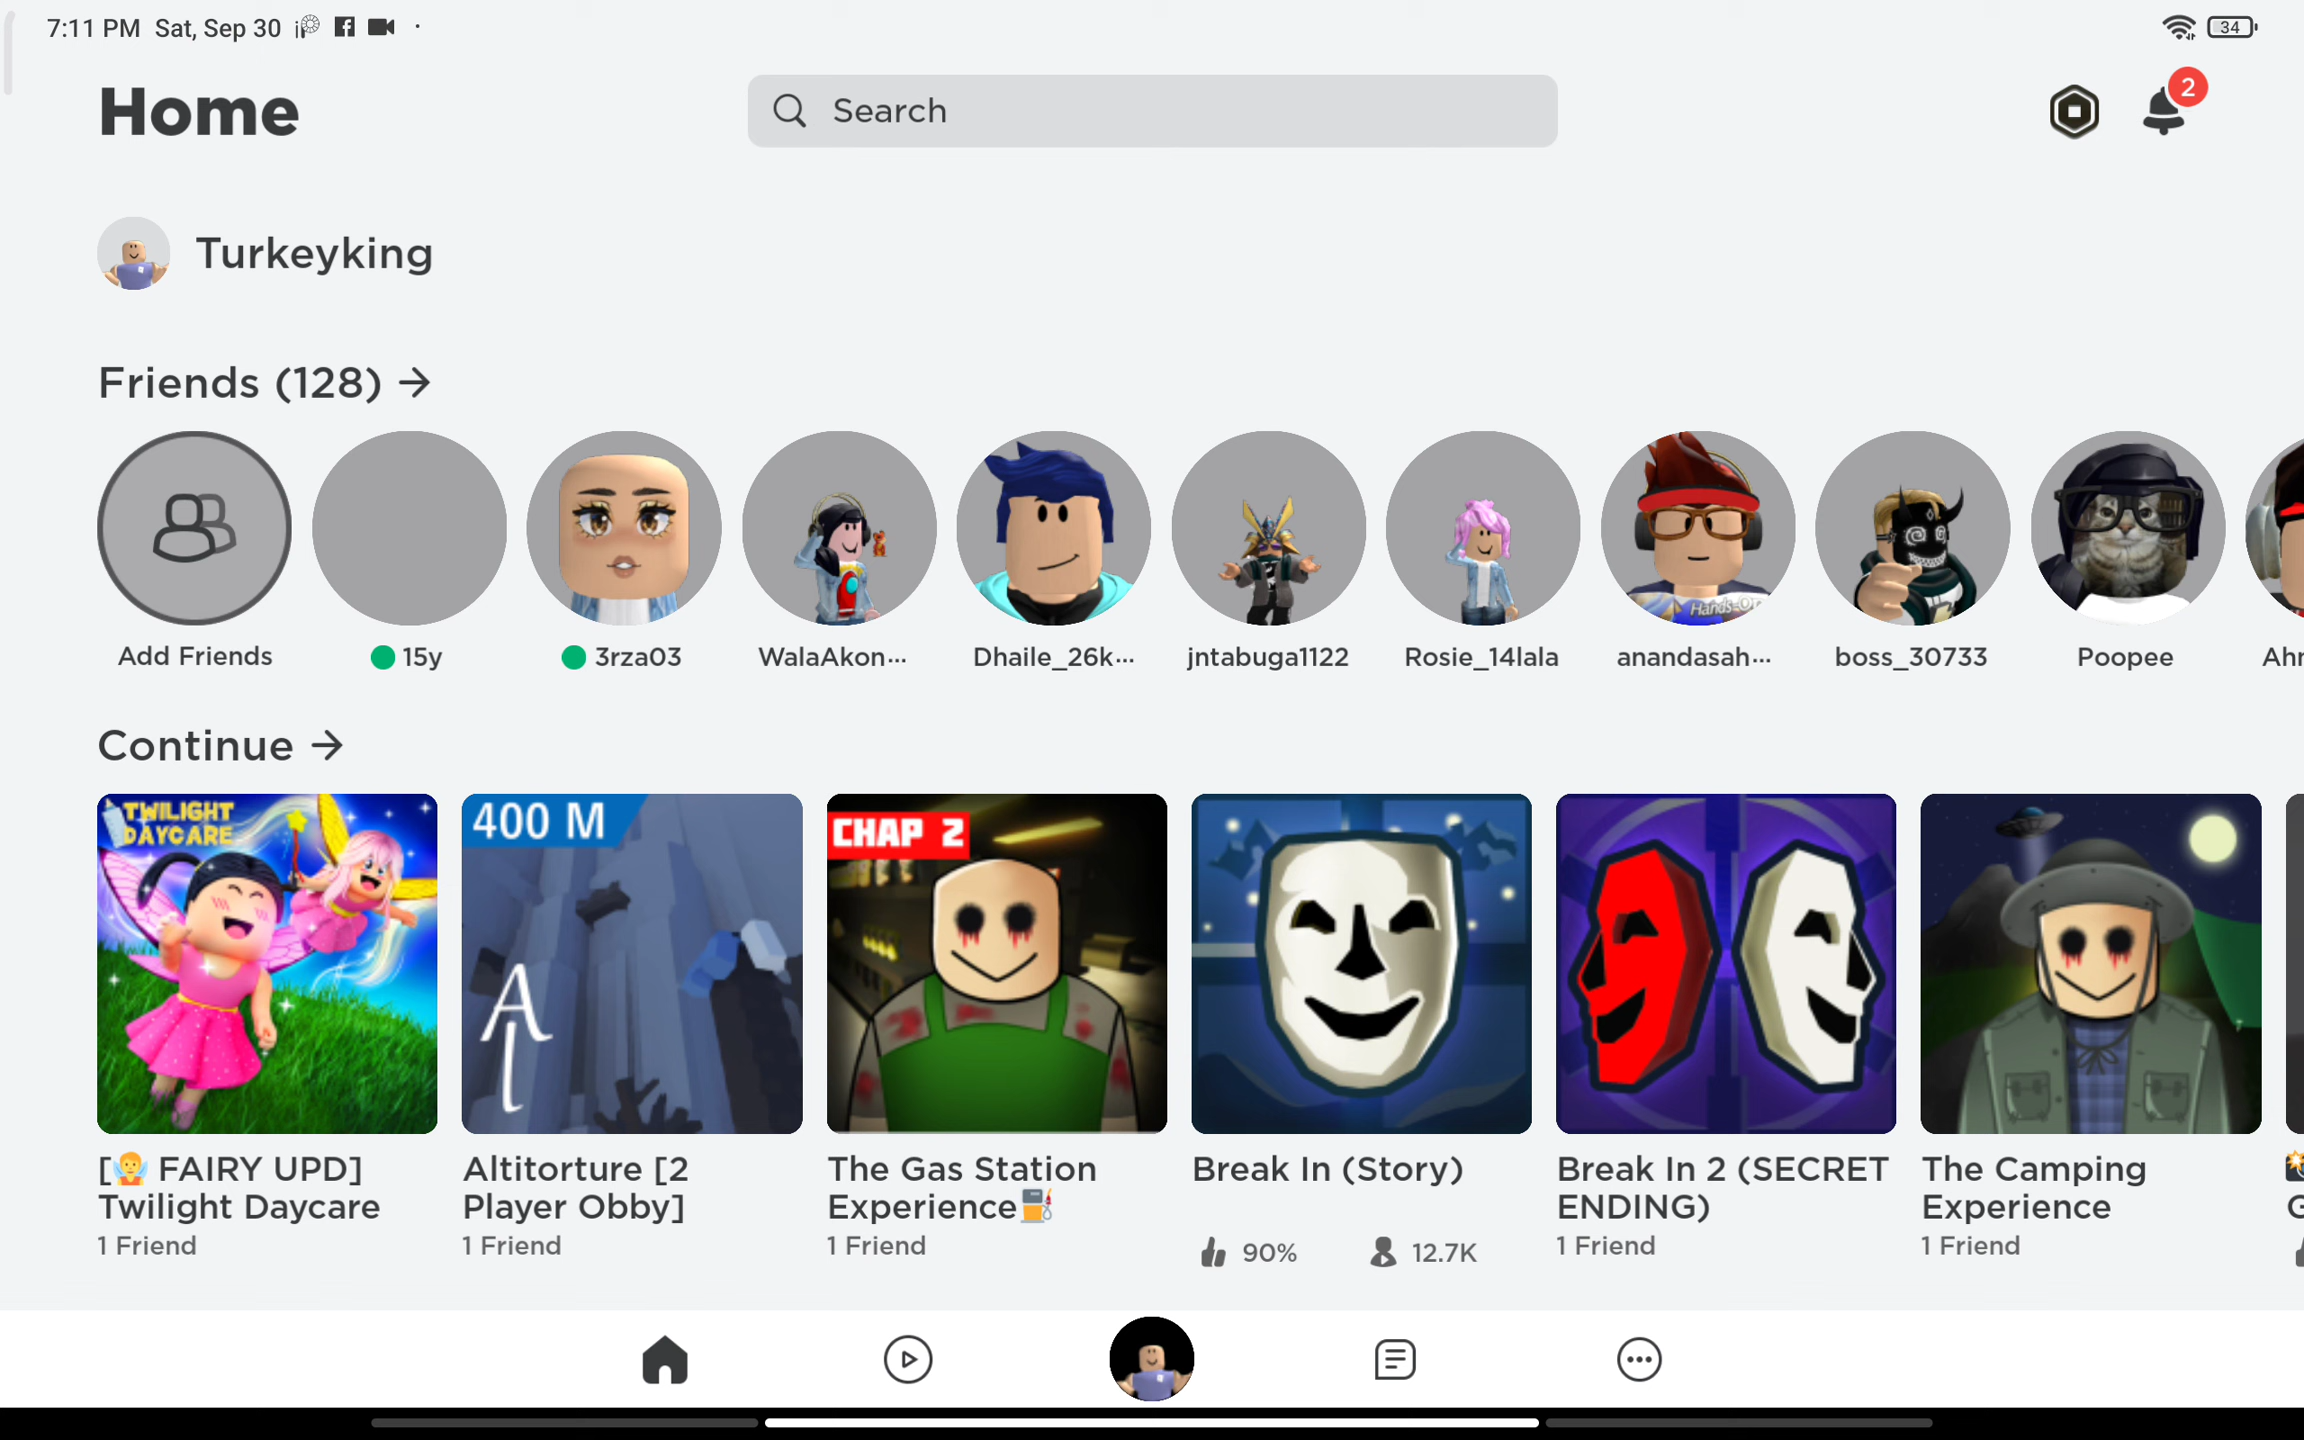 7:11 PM Sat, Sep 30
34
Home
Search
2
Turkeyking
Friends (128) →
Hands-On
Add Friends
15y
3rza03
WalaAkon...
Dhaile_26k...
jntabuga1122
Rosie_14lala
anandasah...
boss_30733
Poopee
Continue →
TWILIGHT
DAYCARE
400 M
CHAP 2
[🧚 FAIRY UPD]
Twilight Daycare
1 Friend
Altitorture [2
Player Obby]
1 Friend
The Gas Station
Experience⛽
1 Friend
Break In (Story)
90% 12.7K
Break In 2 (SECRET
ENDING)
1 Friend
The Camping
Experience
1 Friend